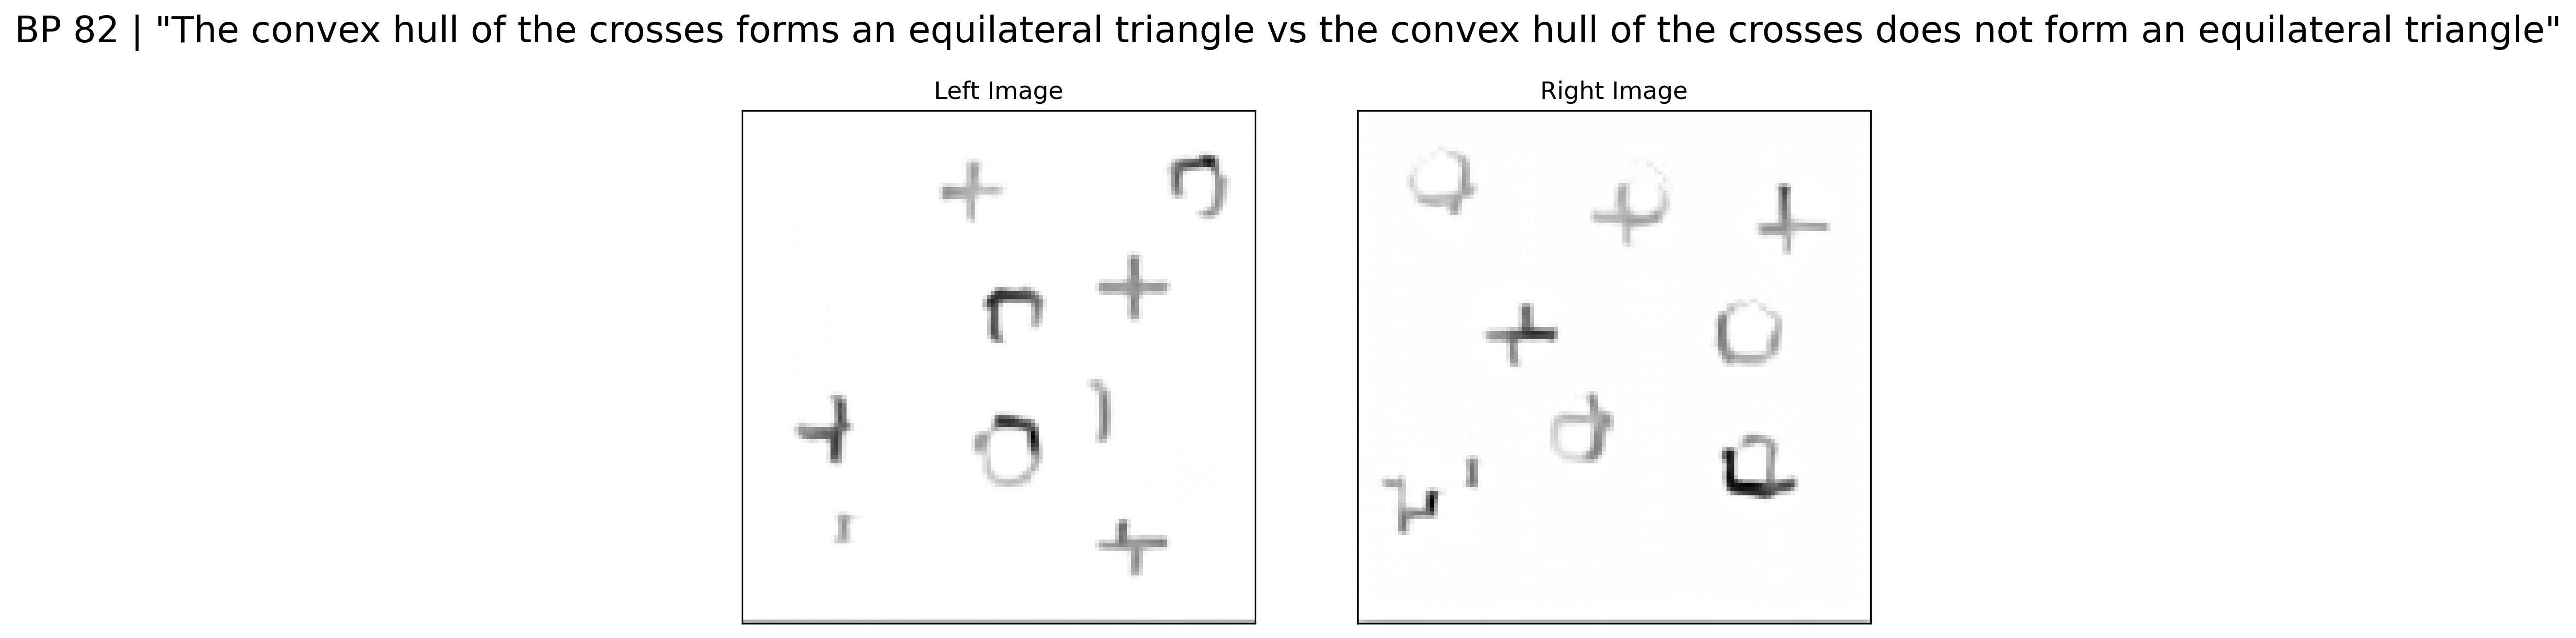 BP 82 | "The convex hull of the crosses forms an equilateral triangle vs the convex hull of the crosses does not form an equilateral triangle"
Left Image
Right Image